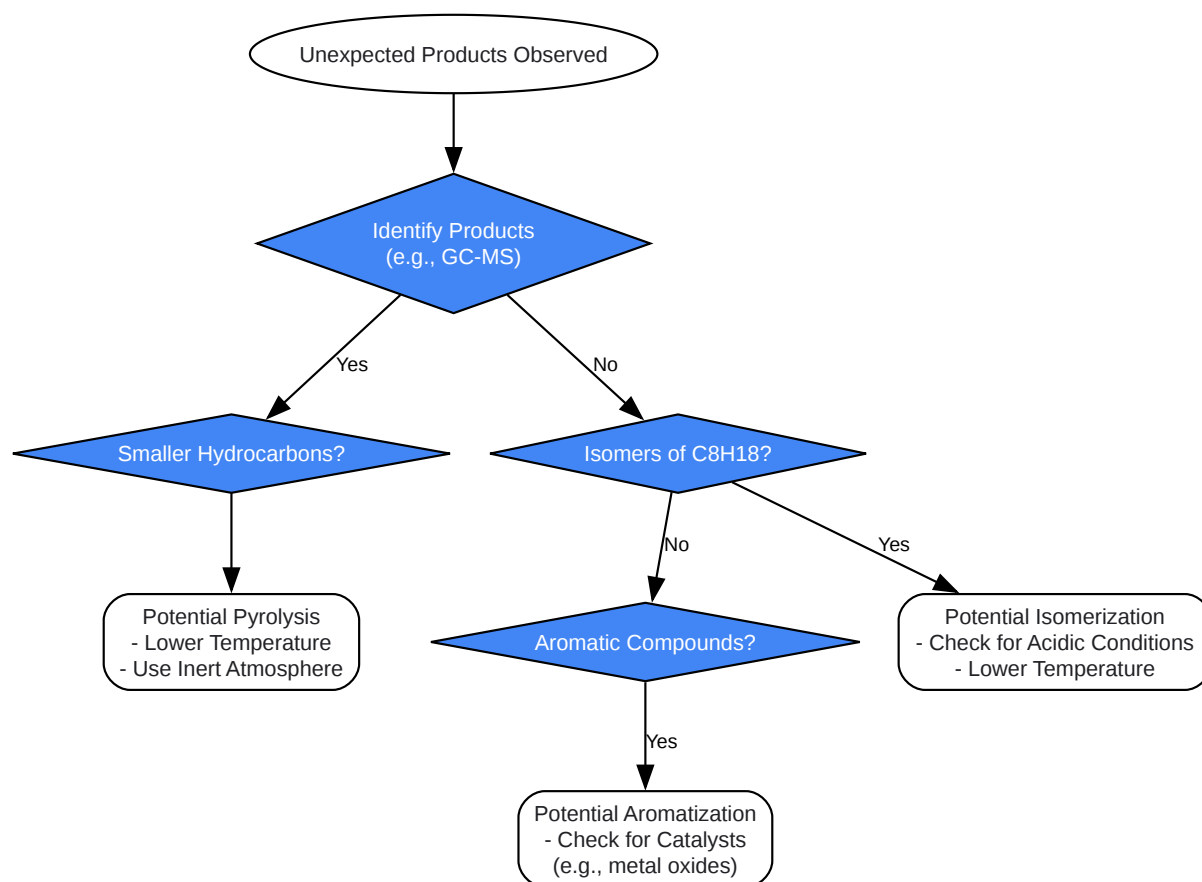 Unexpected Products Observed
Identify Products
(e.g., GC-MS)
Yes
No
Smaller Hydrocarbons?
Isomers of C8H18?
No
Yes
Potential Pyrolysis
- Lower Temperature
- Use Inert Atmosphere
Aromatic Compounds?
Potential Isomerization
- Check for Acidic Conditions
- Lower Temperature
Yes
Potential Aromatization
- Check for Catalysts
(e.g., metal oxides)